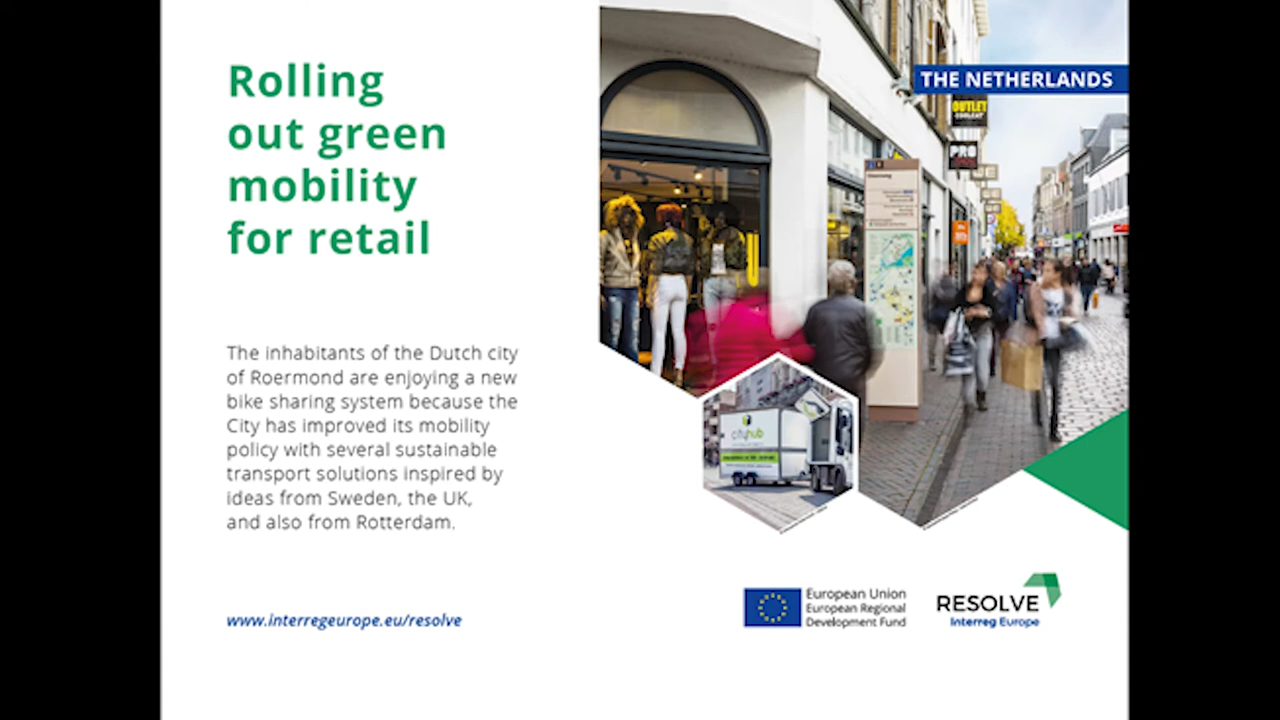 Rolling
out green
mobility
for retail
The inhabitants of the Dutch city
of Roermond are enjoying a new
bike sharing system because the
City has improved its mobility
policy with several sustainable
transport solutions inspired by
ideas from Sweden, the UK,
and also from Rotterdam.
www.interregeurope.eu/resolve
THE NETHERLANDS
OUTLET
PRO
cityhub
European Union
European Regional
Development Fund
RESOLVE
Interreg Europe